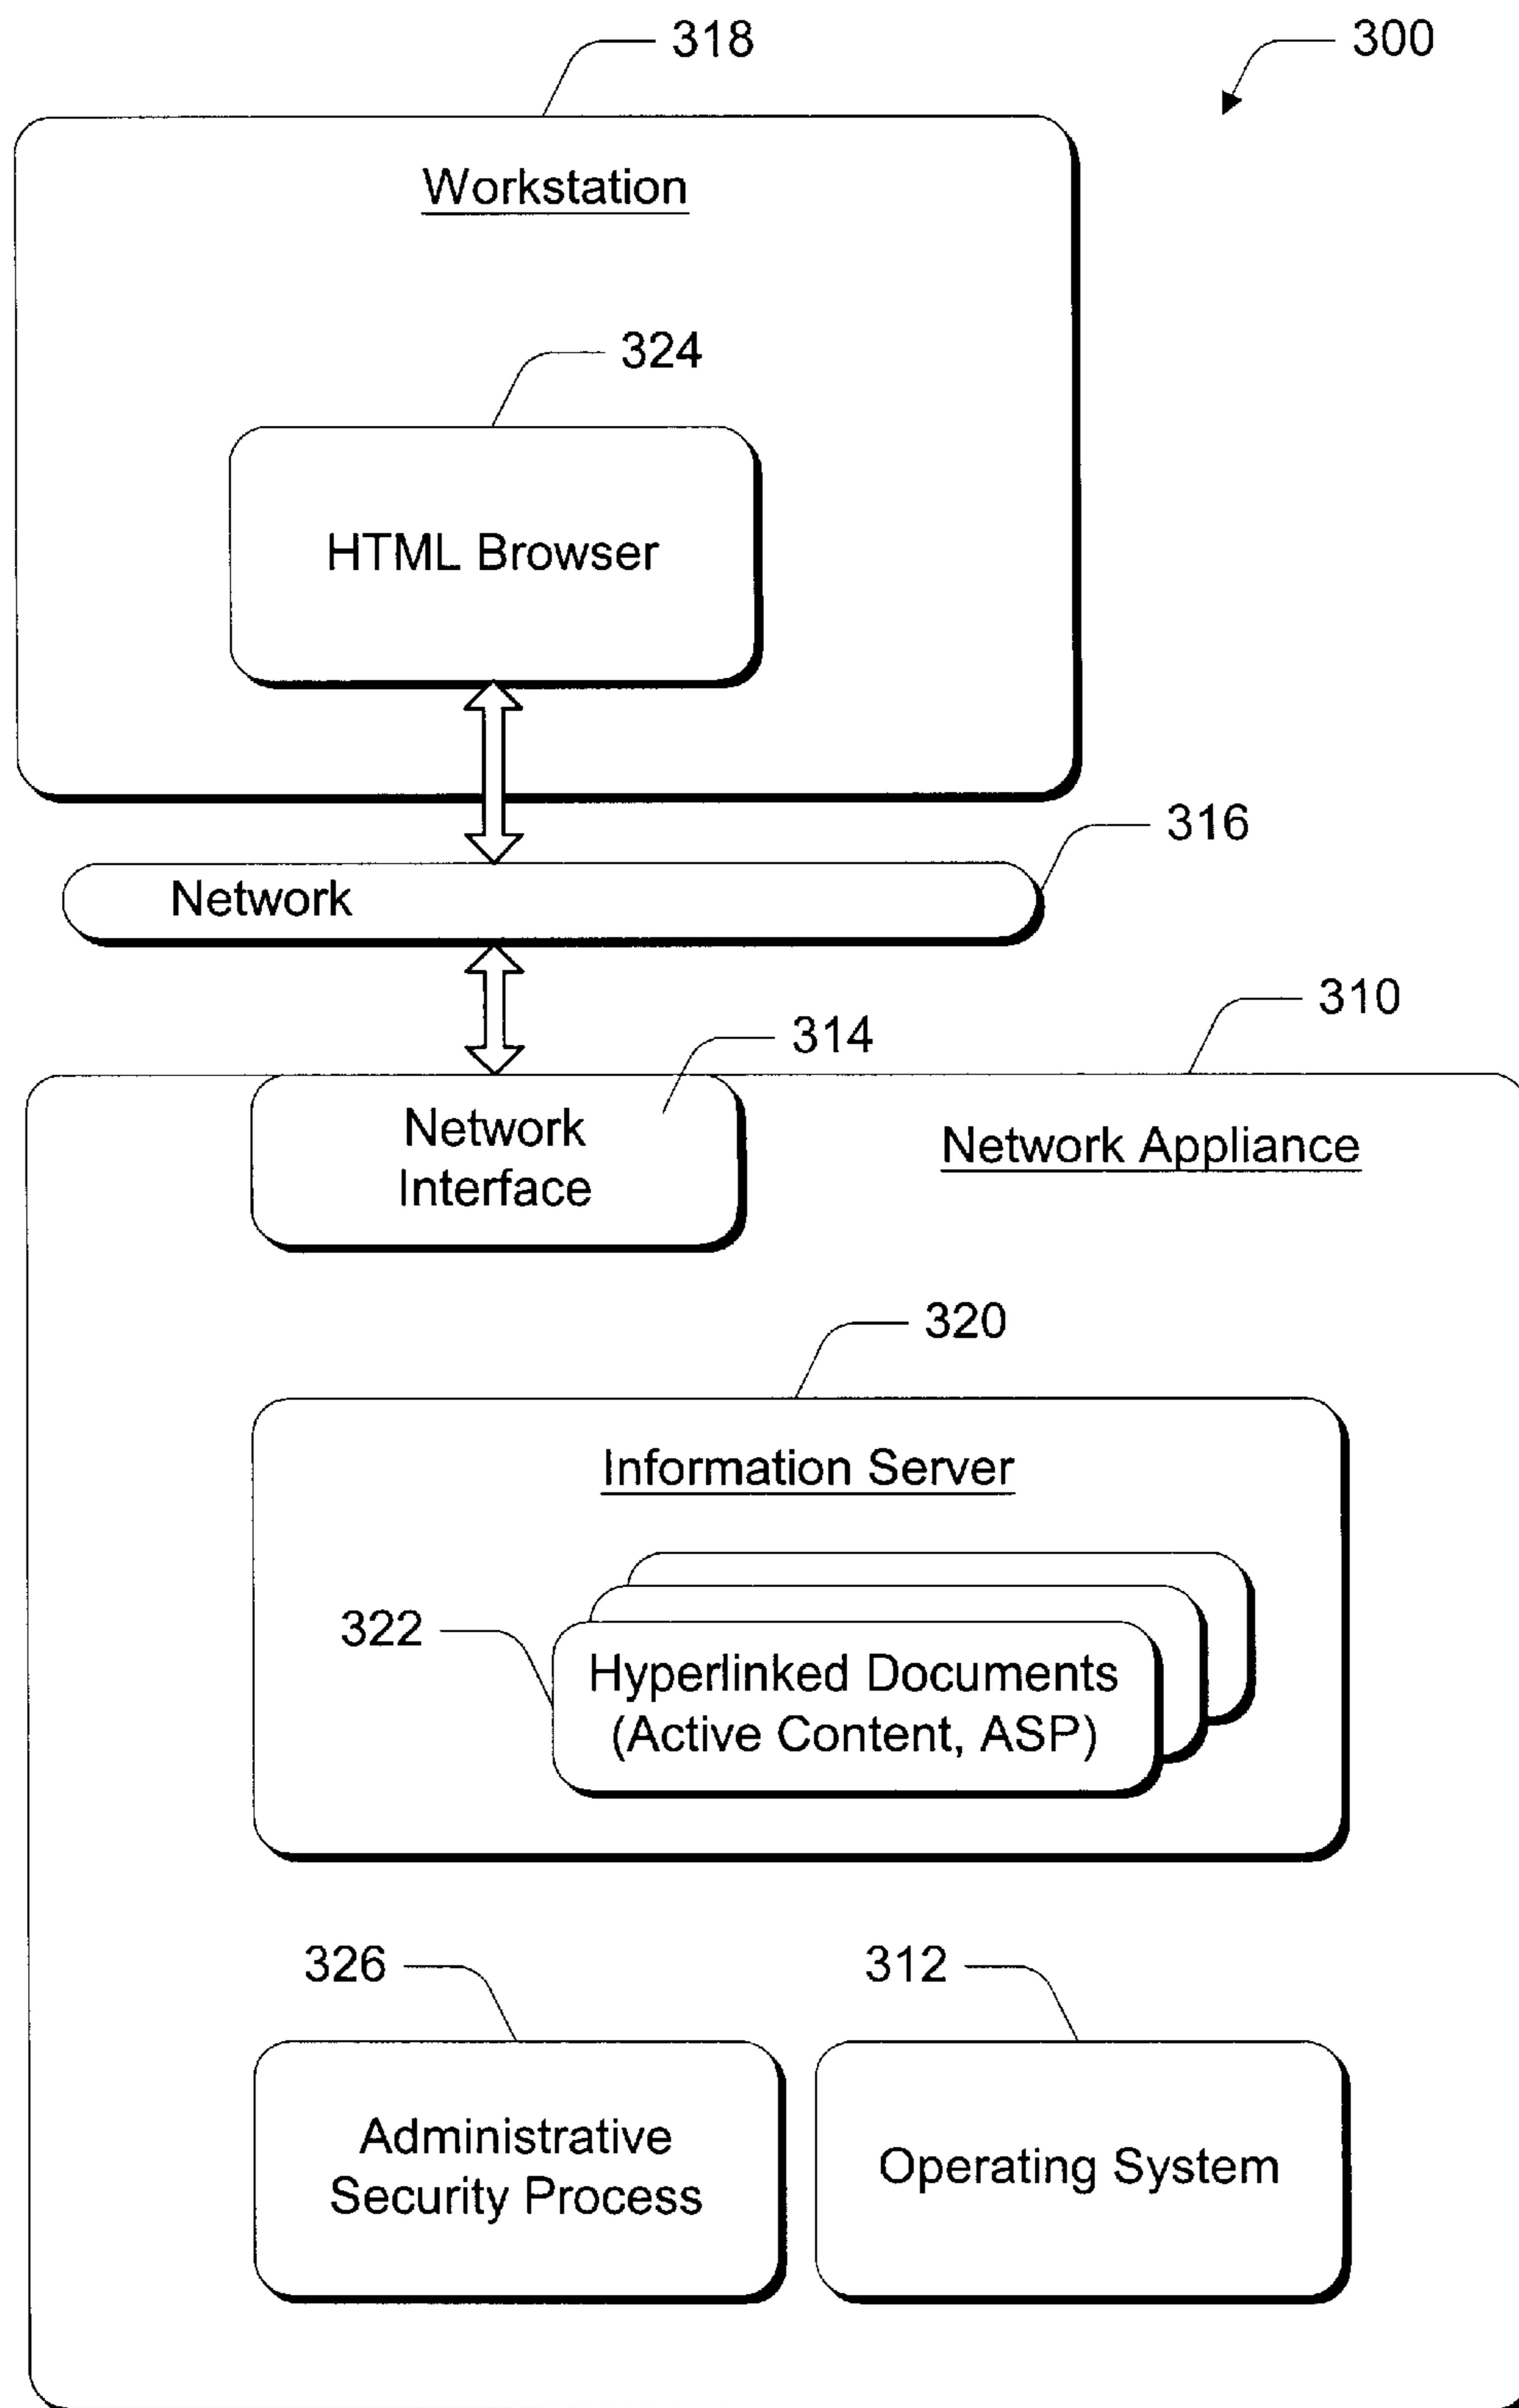 318
300
Workstation
324
HTML Browser
316
Network
310
314
Network
Interface
Network Appliance
320
Information Server
322
Hyperlinked Documents
(Active Content, ASP)
326
312
Administrative
Security Process
Operating System